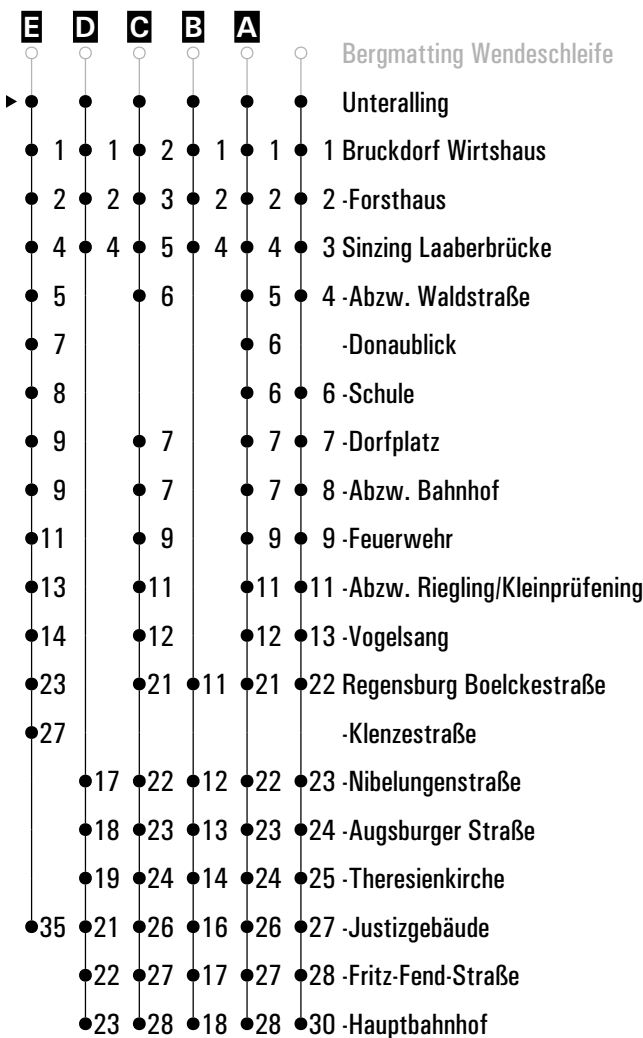 E D C B A
Bergmatting Wendeschleife
Unteralling
1 1 2 1 1 1 Bruckdorf Wirtshaus
2 2 3 2 2 2 -Forsthaus
4 4 5 4 4 3 Sinzing Laaberbrücke
5 6 5 4 -Abzw. Waldstraße
7 6 -Donaublick
8 6 6 -Schule
9 7 7 7 -Dorfplatz
9 7 7 8 -Abzw. Bahnhof
11 9 9 9 -Feuerwehr
13 11 11 11 -Abzw. Riegling/Kleinprüfening
14 12 12 13 -Vogelsang
23 21 11 21 22 Regensburg Boelckestraße
27 -Klenzestraße
17 22 12 22 23 -Nibelungenstraße
18 23 13 23 24 -Augsburger Straße
19 24 14 24 25 -Theresienkirche
35 21 26 16 26 27 -Justizgebäude
22 27 17 27 28 -Fritz-Fend-Straße
23 28 18 28 30 -Hauptbahnhof